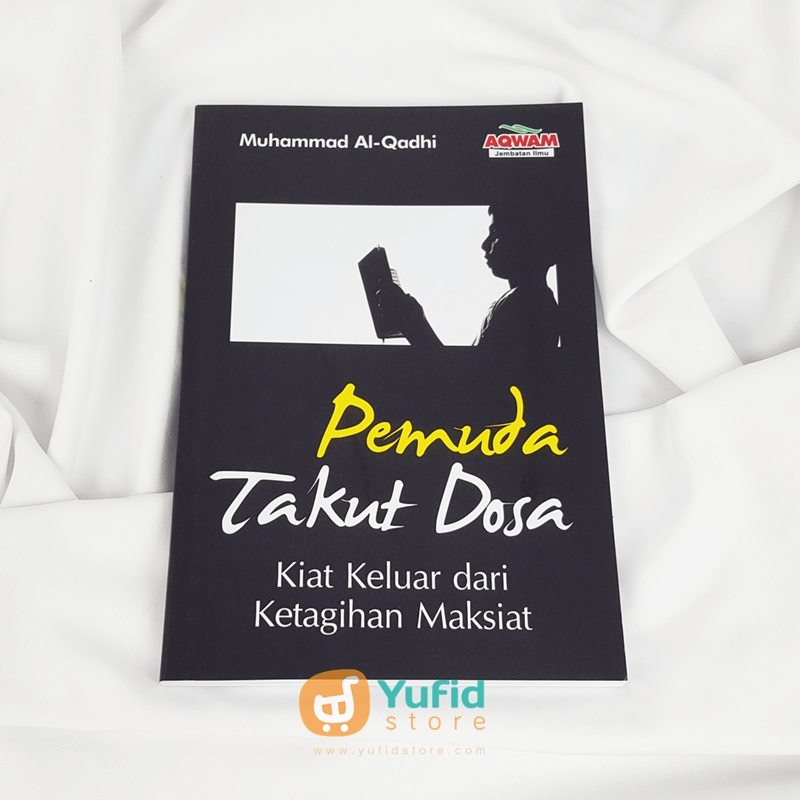 Muhammad Al-Qadhi
AQWAM
Jembatan Ilmu
Pemuda
Takut Dosa
Kiat Keluar dari
Ketagihan Maksiat
Yufid
store
www.yufidstore.com